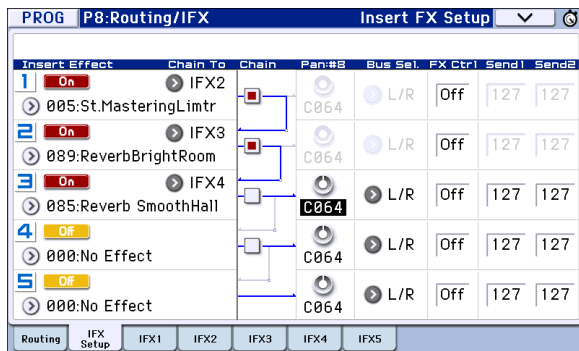 PROG P8:Routing/IFX Insert FX Setup
Insert Effect Chain To Chain Pan:#8 Bus Sel. FX Ctrl Send1 Send2
1 On IFX2
005:St.MasteringLimtr C064 L/R Off 127 127
2 On IFX3
089:ReverbBrightRoom C064 L/R Off 127 127
3 On IFX4
085:Reverb SmoothHall C064 L/R Off 127 127
4 Off
000:No Effect C064 L/R Off 127 127
5 Off
000:No Effect C064 L/R Off 127 127
Routing IFX Setup IFX1 IFX2 IFX3 IFX4 IFX5